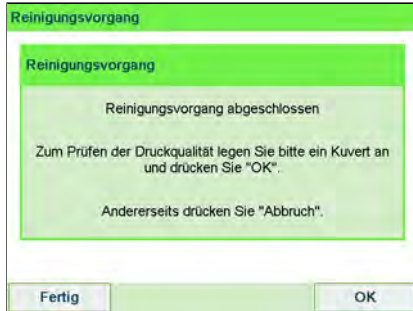 Reinigungsvorgang
Reinigungsvorgang
Reinigungsvorgang abgeschlossen
Zum Prüfen der Druckqualität legen Sie bitte ein Kuvert an
und drücken Sie "OK".
Andererseits drücken Sie "Abbruch".
Fertig
OK